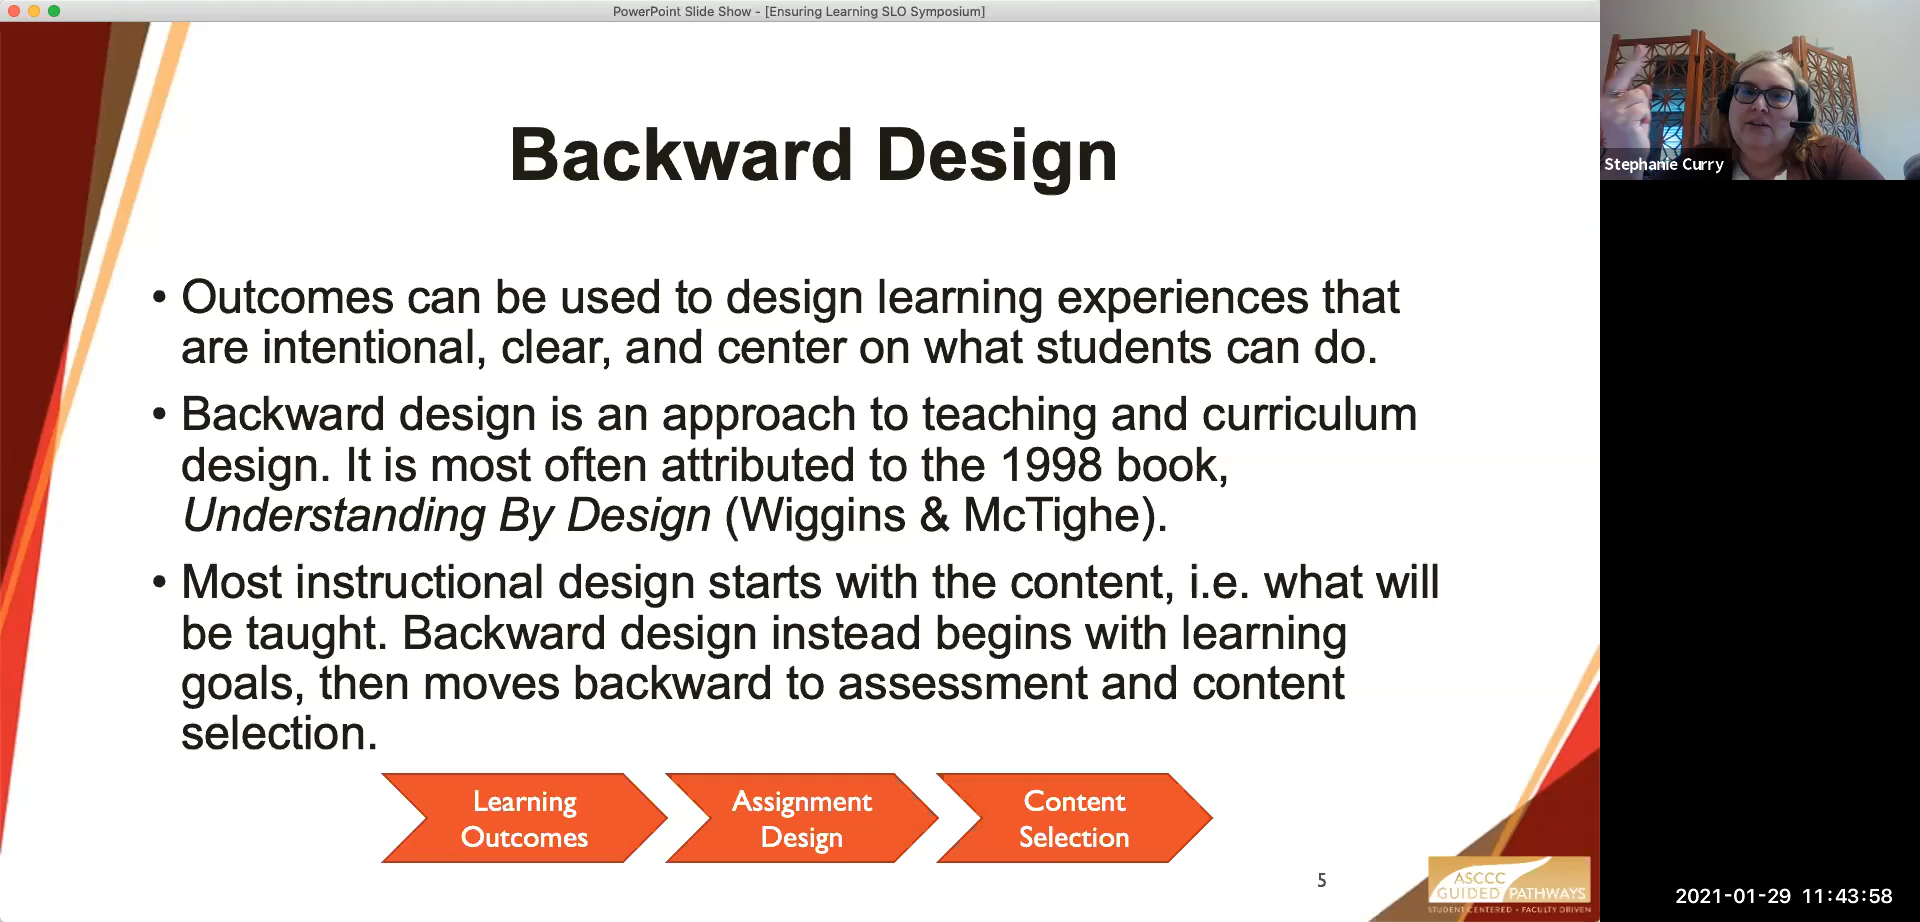 PowerPoint Slide Show - [Ensuring Learning SLO Symposium]
Backward Design
• Outcomes can be used to design learning experiences that
are intentional, clear, and center on what students can do.
• Backward design is an approach to teaching and curriculum
design. It is most often attributed to the 1998 book,
Understanding By Design (Wiggins & McTighe).
• Most instructional design starts with the content, i.e. what will
be taught. Backward design instead begins with learning
goals, then moves backward to assessment and content
selection.
Learning
Outcomes
Assignment
Design
Content
Selection
5
ASCCC
GUIDED PATHWAYS
STUDENT CENTERED • FACULTY DRIVEN
Stephanie Curry
2021-01-29 11:43:58